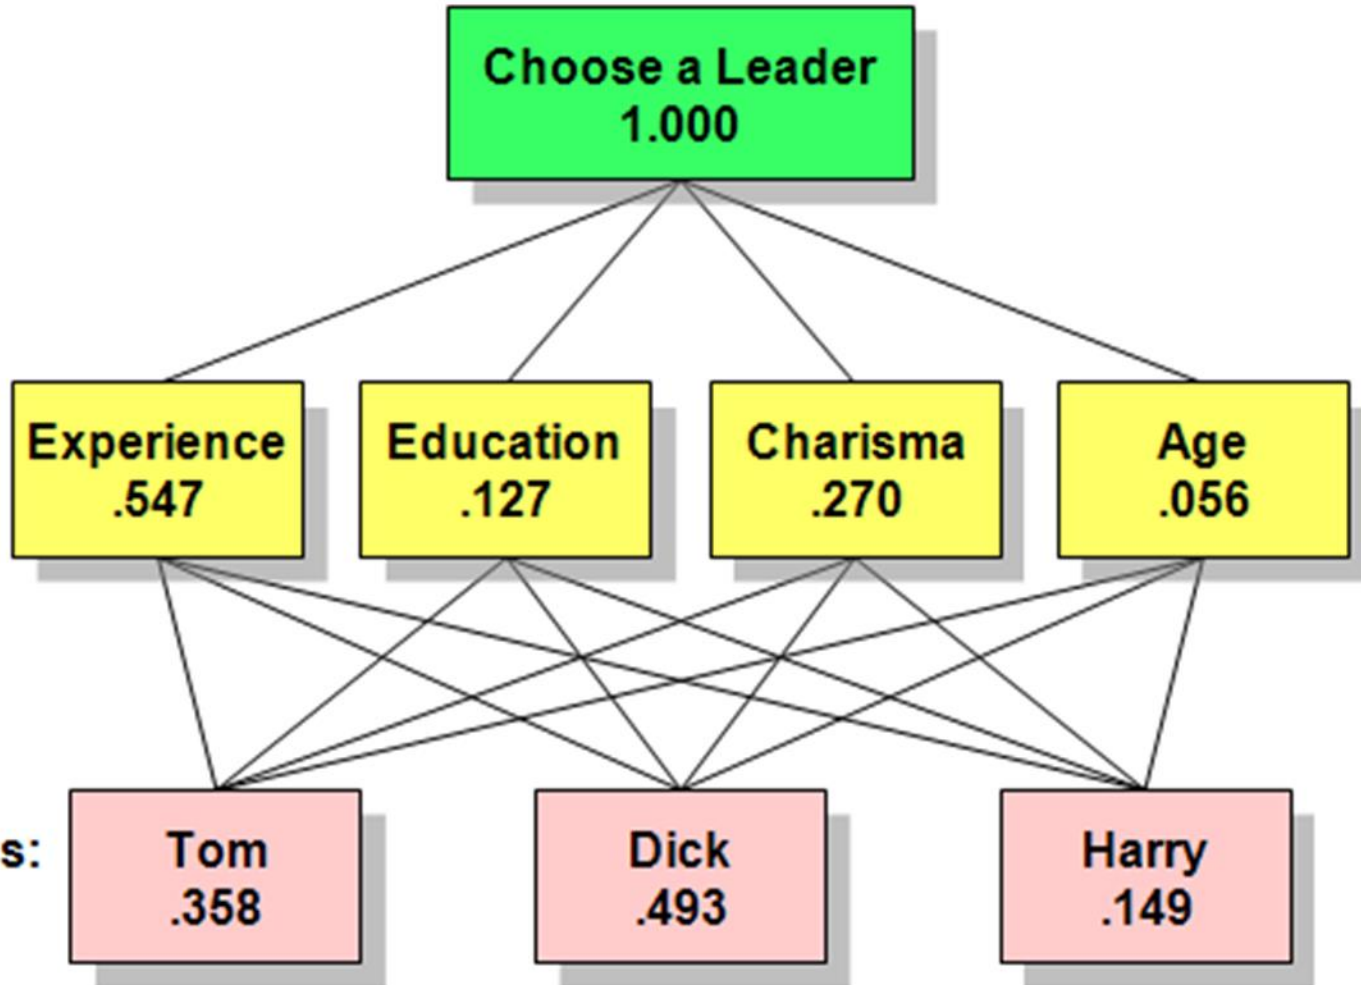 Choose a Leader
1.000
Experience
.547
Education
.127
Charisma
.270
Age
.056
s:
Tom
.358
Dick
.493
Harry
.149